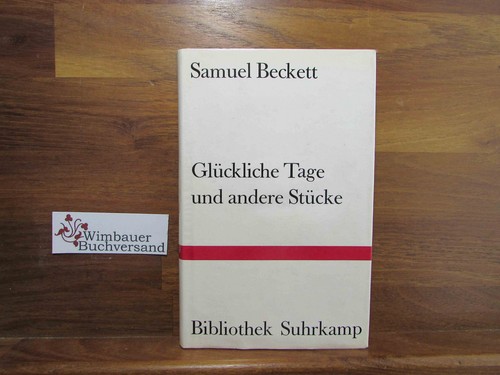 Samuel Beckett
Glückliche Tage
und andere Stücke
Bibliothek Suhrkamp
Wimbauer
Buchversand